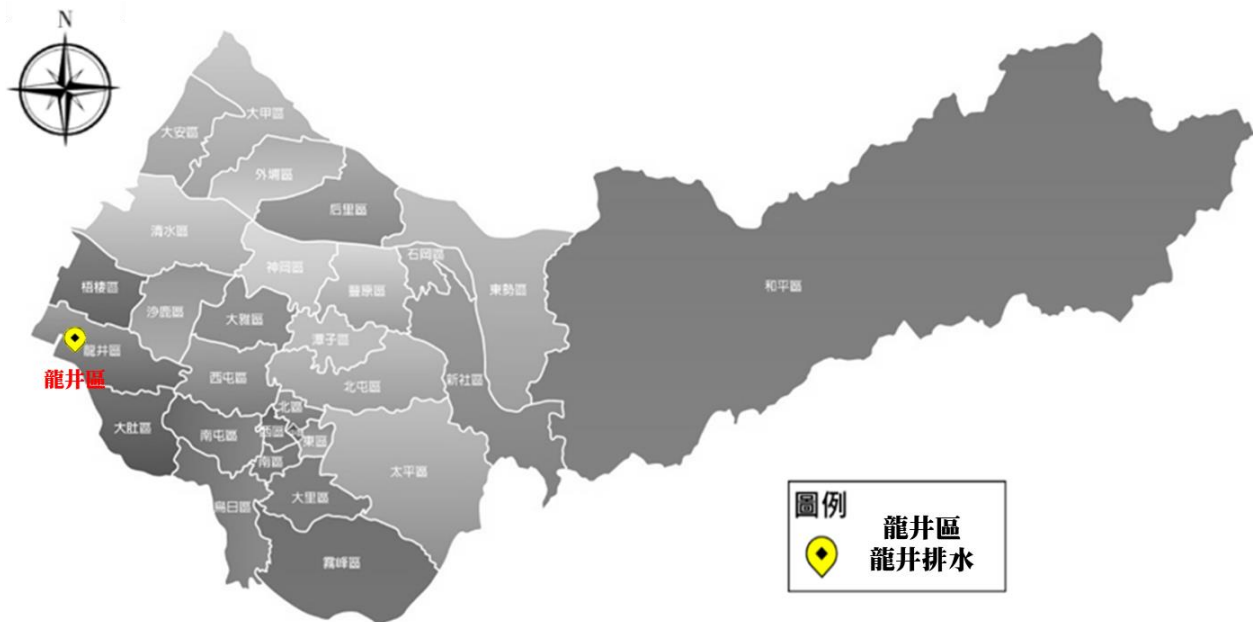 N
大甲區
大安區
外埔區
后里區
清水區
石岡區
神岡區
豐原區
東勢區
和平區
梧棲區
沙鹿區
大雅區
潭子區
龍井區
龍井區
西屯區
北屯區
新社區
北區
大肚區
南屯區
西區
東區
南區
太平區
大里區
烏日區
霧峰區
圖例
龍井區
龍井排水